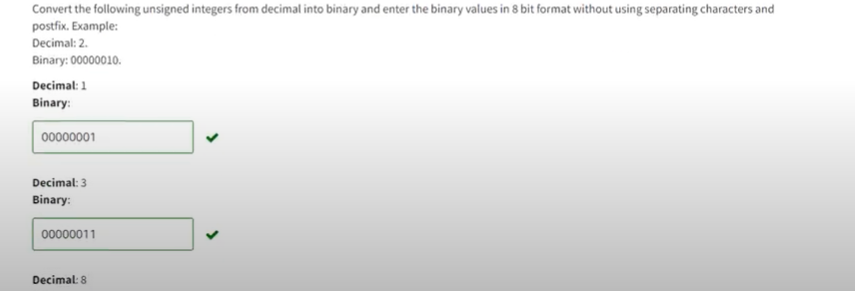 Convert the following unsigned integers from decimal into binary and enter the binary values in 8 bit format without using separating characters and
postfix. Example:
Decimal: 2.
Binary: 00000010.
Decimal: 1
Binary:
00000001
Decimal: 3
Binary:
00000011
Decimal: 8